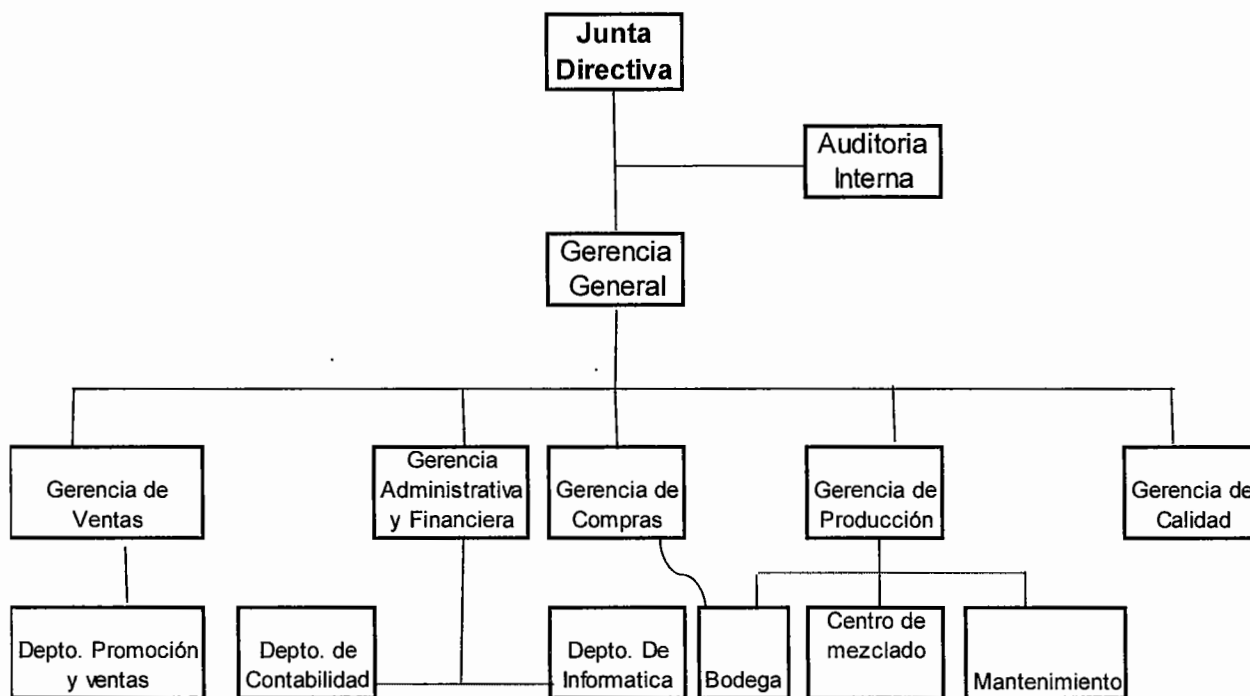 Junta
Directiva
Auditoria
Interna
Gerencia
General
Gerencia de
Ventas
Gerencia
Administrativa
y Financiera
Gerencia de
Compras
Gerencia de
Producción
Gerencia de
Calidad
Depto. Promoción
y ventas
Depto. de
Contabilidad
Depto. De
Informatica
Bodega
Centro de
mezclado
Mantenimiento